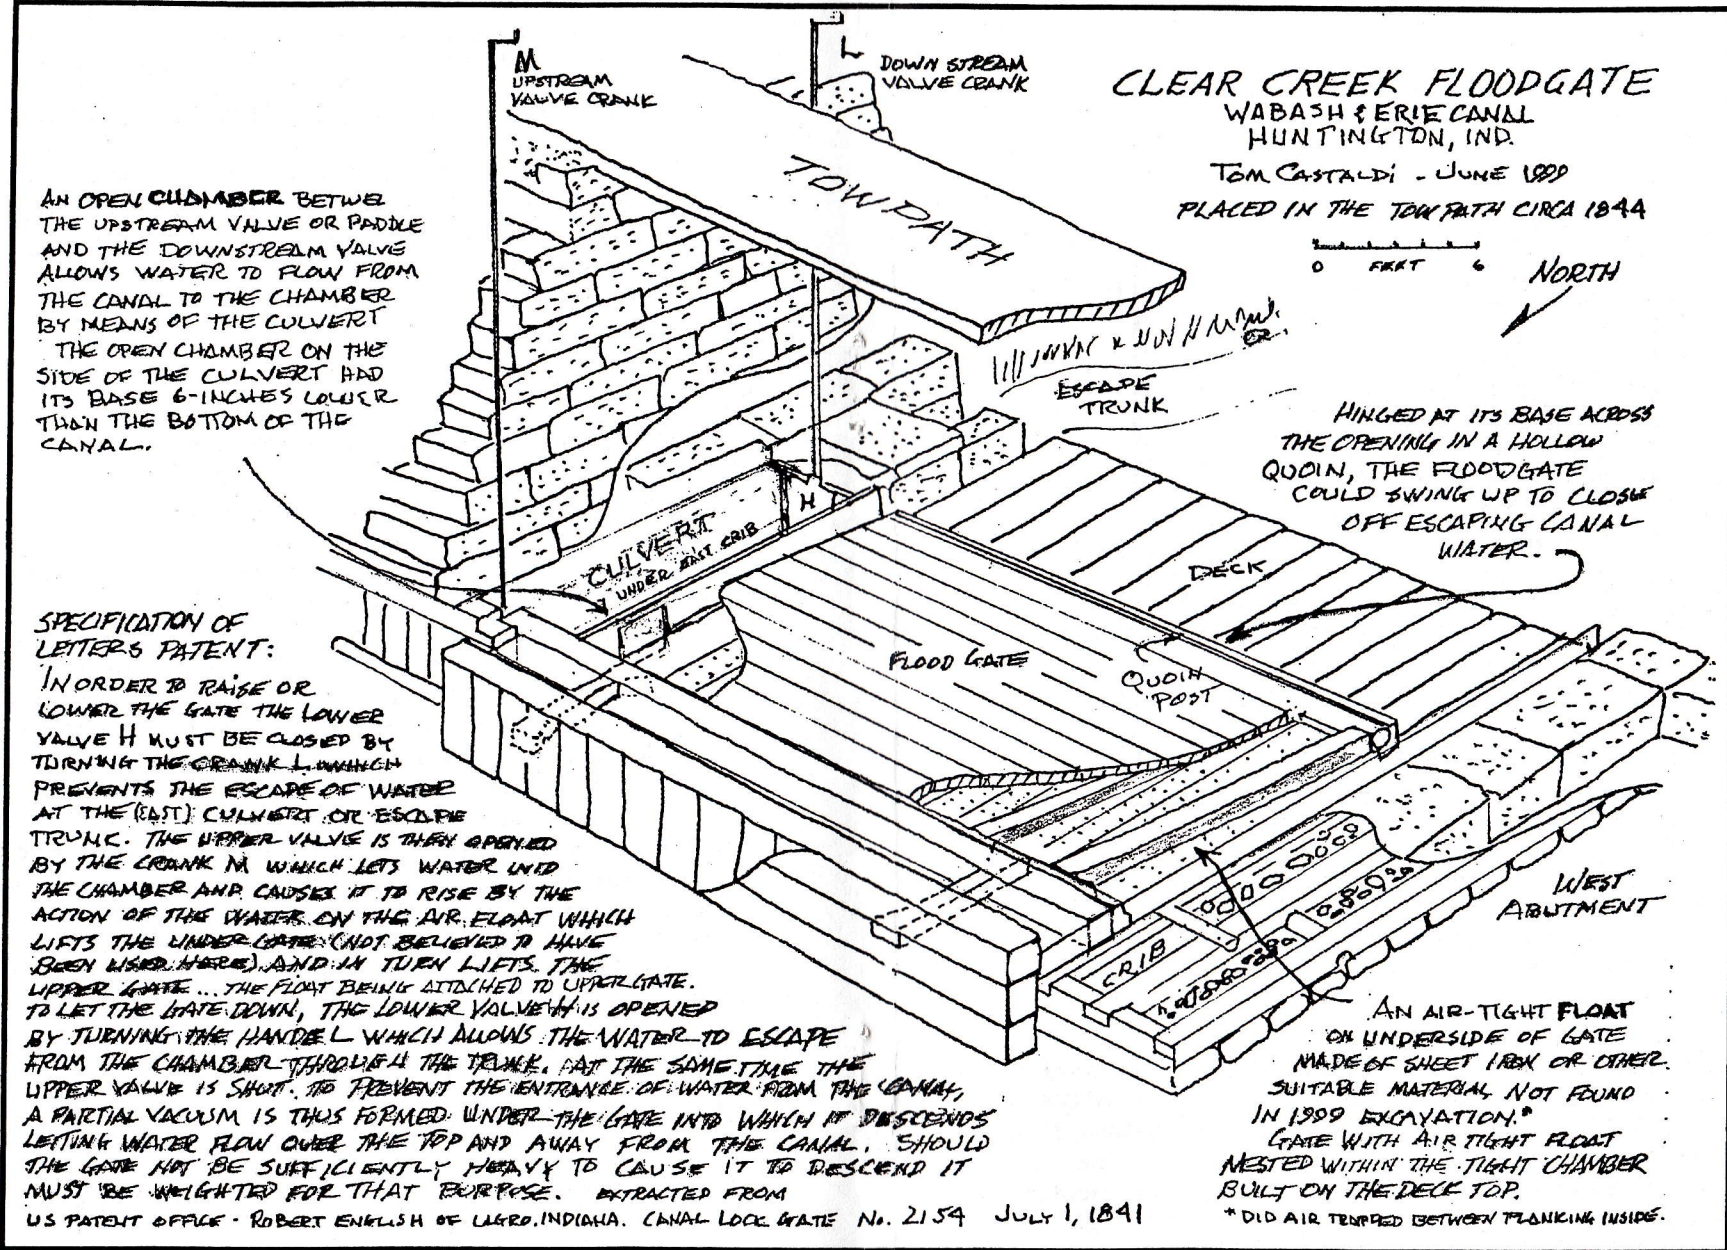 CLEAR CREEK FLOODGATE
WABASH & ERIE CANAL
HUNTINGTON, IND.
TOM CASTALDI - JUNE 1999
PLACED IN THE TOW PATH CIRCA 1844
0 FEET 6
NORTH
M
UPSTREAM
VALVE CRANK
L
DOWN STREAM
VALVE CRANK
TOWPATH
AN OPEN CHAMBER BETWE
THE UPSTREAM VALVE OR PADDLE
AND THE DOWNSTREAM VALVE
ALLOWS WATER TO FLOW FROM
THE CANAL TO THE CHAMBER
BY MEANS OF THE CULVERT
THE OPEN CHAMBER ON THE
SIDE OF THE CULVERT HAD
ITS BASE 6-INCHES LOWER
THAN THE BOTTOM OF THE
CANAL.
OR
ESCAPE
TRUNK
HINGED AT ITS BASE ACROSS
THE OPENING IN A HOLLOW
QUOIN, THE FLOODGATE
COULD SWING UP TO CLOSE
OFF ESCAPING CANAL
WATER.
H
CULVERT
UNDER EAST CRIB
DECK
FLOOD GATE
QUOIN
POST
WEST
ABUTMENT
CRIB
SPECIFICATION OF
LETTERS PATENT:
IN ORDER TO RAISE OR
LOWER THE GATE THE LOWER
VALVE H MUST BE CLOSED BY
TURNING THE CRANK L WHICH
PREVENTS THE ESCAPE OF WATER
AT THE (EAST) CULVERT OR ESCAPE
TRUNK. THE UPPER VALVE IS THEN OPENED
BY THE CRANK M WHICH LETS WATER INTO
THE CHAMBER AND CAUSES IT TO RISE BY THE
ACTION OF THE WATER ON THE AIR FLOAT WHICH
LIFTS THE UNDER GATE (NOT BELIEVED TO HAVE
BEEN USED HERE) AND IN TURN LIFTS THE
UPPER GATE... THE FLOAT BEING ATTACHED TO UPPER GATE.
TO LET THE GATE DOWN, THE LOWER VALVE H IS OPENED
BY TURNING THE HANDEL L WHICH ALLOWS THE WATER TO ESCAPE
FROM THE CHAMBER THROUGH THE TRUNK. AT THE SAME TIME THE
UPPER VALVE IS SHUT. TO PREVENT THE ENTRANCE OF WATER FROM THE CANAL,
A PARTIAL VACUUM IS THUS FORMED UNDER THE GATE INTO WHICH IT DESCENDS
LETTING WATER FLOW OVER THE TOP AND AWAY FROM THE CANAL. SHOULD
THE GATE NOT BE SUFFICIENTLY HEAVY TO CAUSE IT TO DESCEND IT
MUST BE WEIGHTED FOR THAT PURPOSE. EXTRACTED FROM
US PATENT OFFICE - ROBERT ENGLISH OF LAGRO, INDIANA. CANAL LOCK GATE No. 2154 JULY 1, 1841
AN AIR-TIGHT FLOAT
ON UNDERSIDE OF GATE
MADE OF SHEET IRON OR OTHER
SUITABLE MATERIAL NOT FOUND
IN 1999 EXCAVATION.*
GATE WITH AIR TIGHT FLOAT
NESTED WITHIN THE TIGHT CHAMBER
BUILT ON THE DECK TOP.
* DID AIR TRAPPED BETWEEN PLANKING INSIDE.